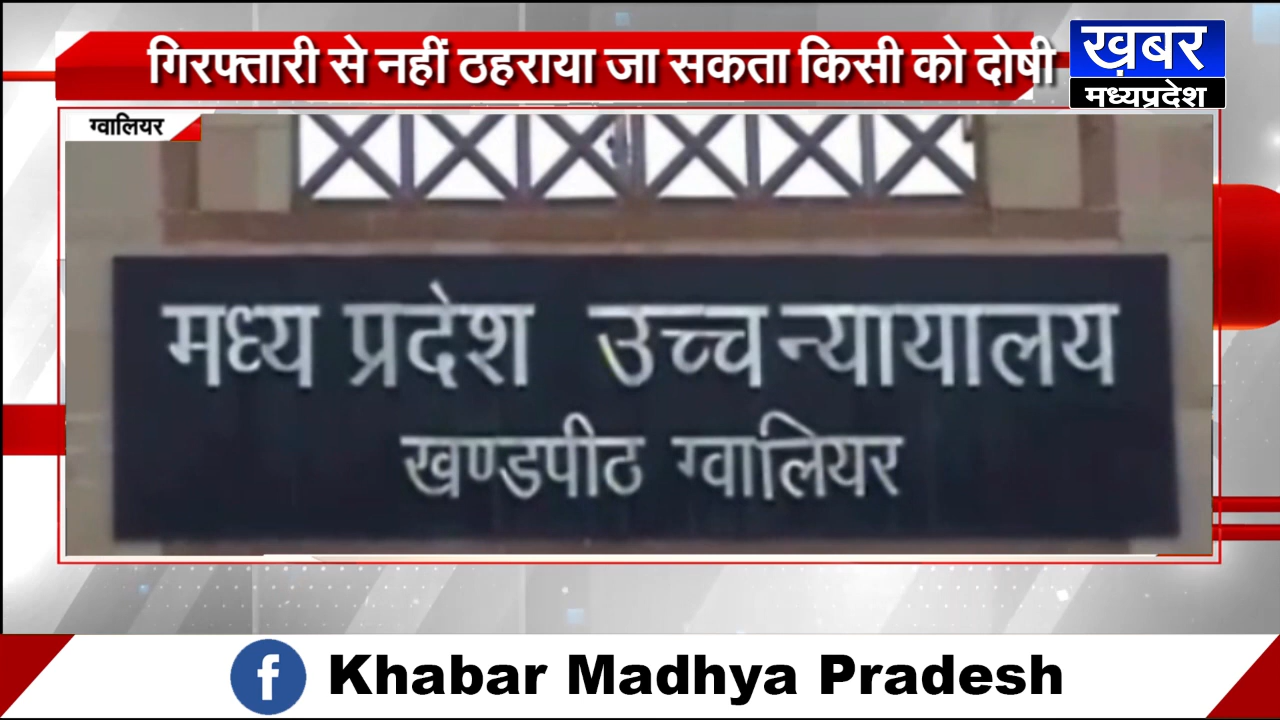 गिरफ्तारी से नहीं ठहराया जा सकता किसी को दोषी
ख़बर
मध्यप्रदेश
ग्वालियर
मध्य प्रदेश उच्च न्यायालय
खण्डपीठ ग्वालियर
Khabar Madhya Pradesh